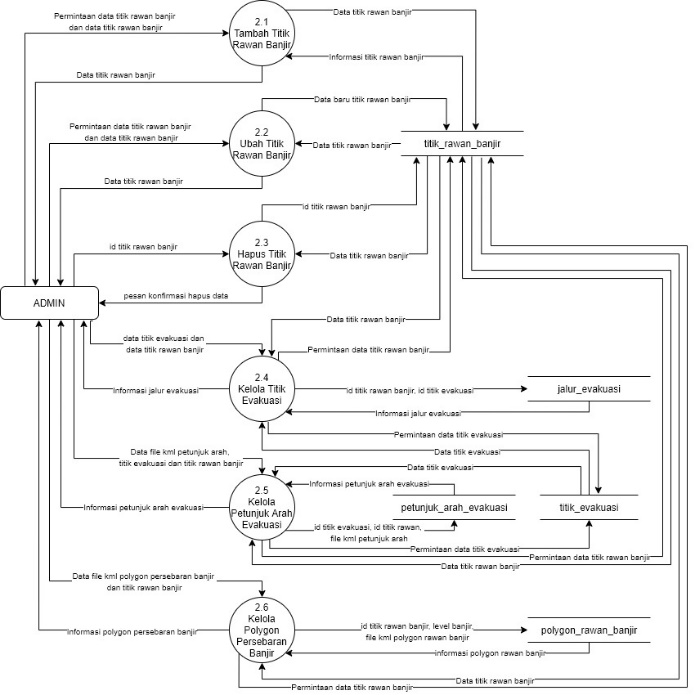 Permintaan data titik rawan banjir
dan data titik rawan banjir
2.1
Tambah Titik
Rawan Banjir
Data titik rawan banjir
Informasi titik rawan banjir
Data titik rawan banjir
Permintaan data titik rawan banjir
dan data titik rawan banjir
2.2
Ubah Titik
Rawan Banjir
Data baru titik rawan banjir
Data titik rawan banjir
titik_rawan_banjir
Data titik rawan banjir
id titik rawan banjir
id titik rawan banjir
2.3
Hapus Titik
Rawan Banjir
Data titik rawan banjir
pesan konfirmasi hapus data
ADMIN
Data titik rawan banjir
data titik evakuasi dan
data titik rawan banjir
Permintaan data titik rawan banjir
2.4
Kelola Titik
Evakuasi
Informasi jalur evakuasi
id titik rawan banjir, id titik evakuasi
jalur_evakuasi
Informasi jalur evakuasi
Permintaan data titik evakuasi
Data titik evakuasi
Data file kml petunjuk arah,
titik evakuasi dan titik rawan banjir
Data titik evakuasi
Informasi petunjuk arah evakuasi
2.5
Kelola
Petunjuk Arah
Evakuasi
Informasi petunjuk arah evakuasi
petunjuk_arah_evakuasi
titik_evakuasi
id titik evakuasi, id titik rawan,
file kml petunjuk arah
Permintaan data titik evakuasi
Permintaan data titik rawan banjir
Data titik rawan banjir
Data file kml polygon persebaran banjir
dan titik rawan banjir
2.6
Kelola
Polygon
Persebaran
Banjir
Informasi polygon persebaran banjir
id titik rawan banjir, level banjir,
file kml polygon rawan banjir
polygon_rawan_banjir
informasi polygon rawan banjir
Data titik rawan banjir
Permintaan data titik rawan banjir